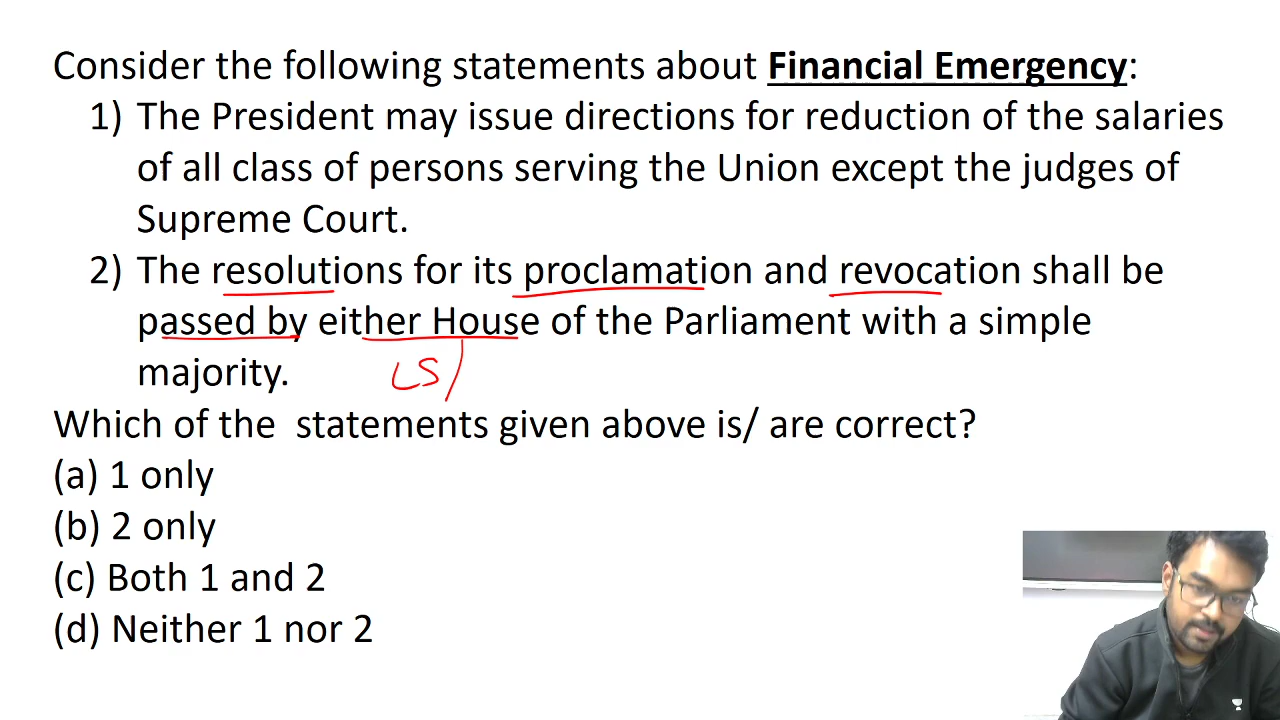 Consider the following statements about Financial Emergency:
1) The President may issue directions for reduction of the salaries
of all class of persons serving the Union except the judges of
Supreme Court.
2) The resolutions for its proclamation and revocation shall be
passed by either House of the Parliament with a simple
majority.
LS/
Which of the  statements given above is/ are correct?
(a) 1 only
(b) 2 only
(c) Both 1 and 2
(d) Neither 1 nor 2